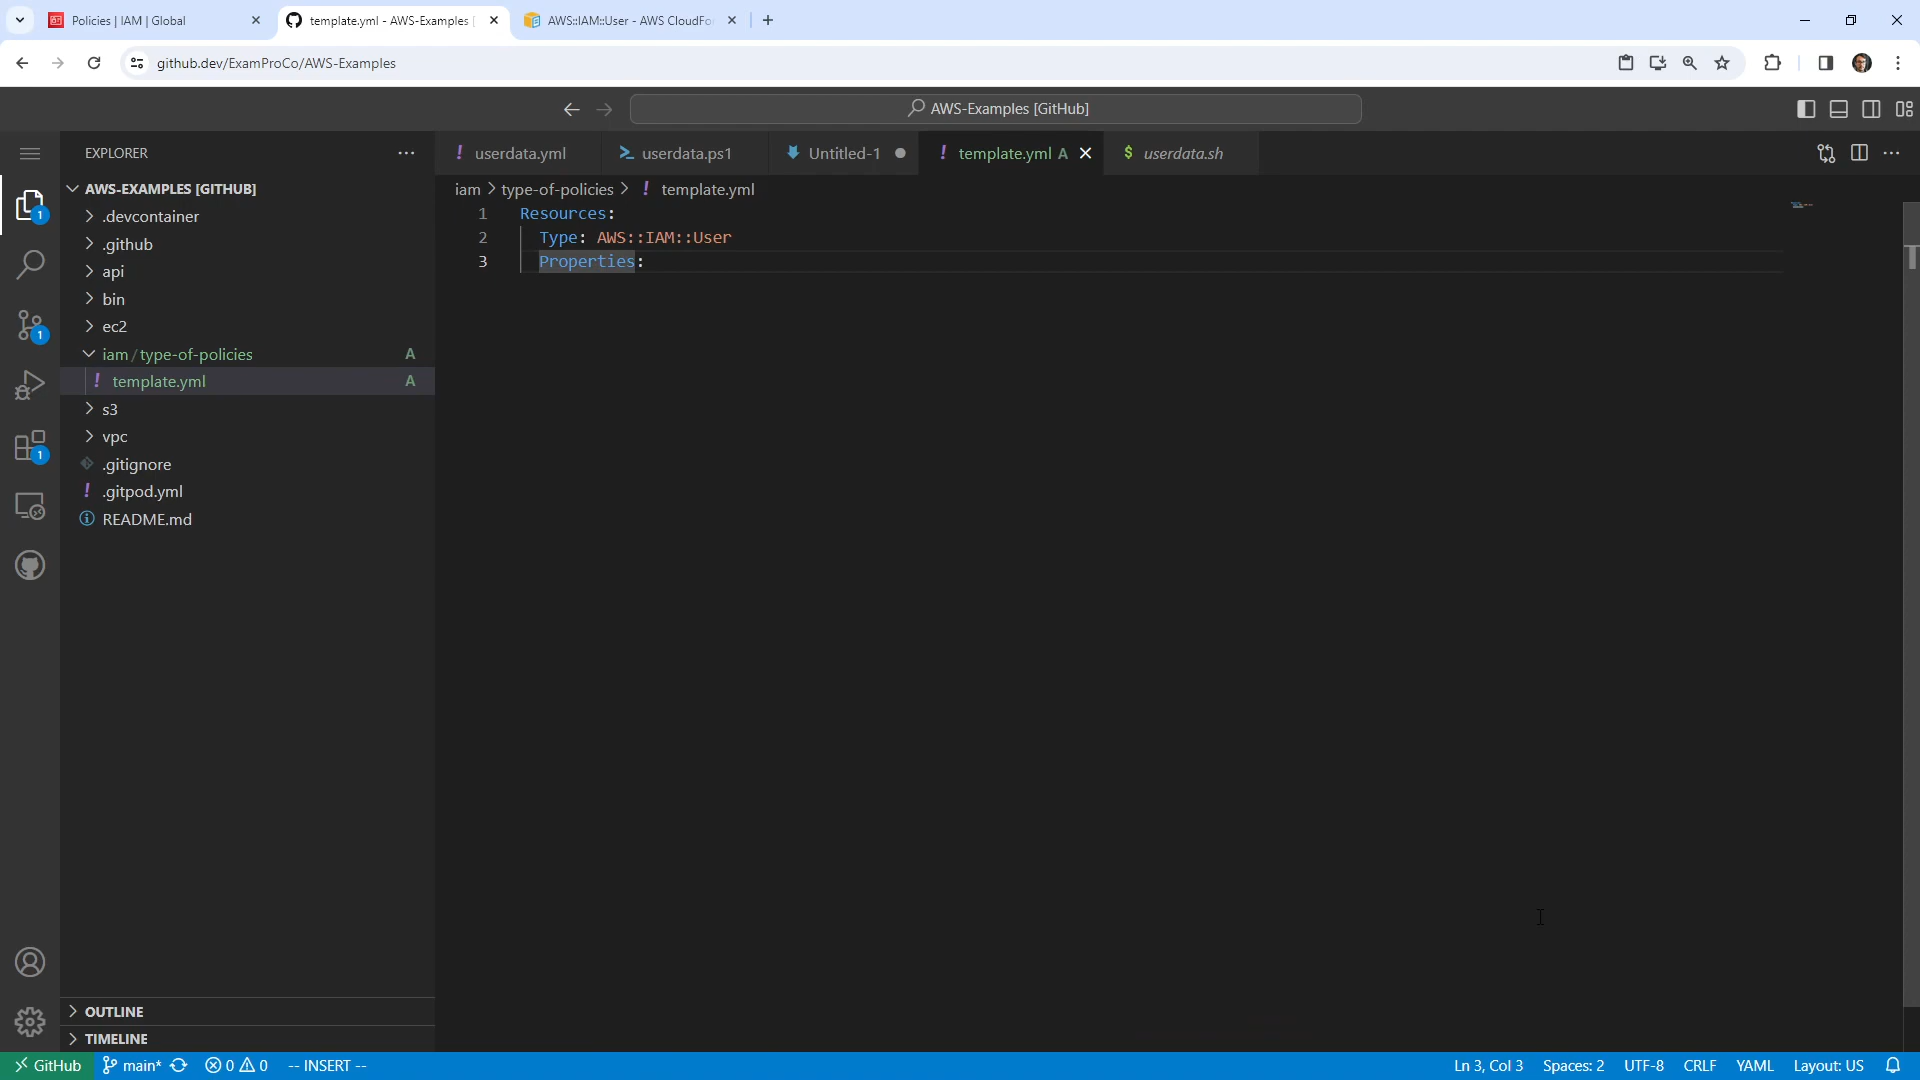 Policies | IAM | Global
template.yml - AWS-Examples [
AWS::IAM::User - AWS CloudFo
github.dev/ExamProCo/AWS-Examples
AWS-Examples [GitHub]
EXPLORER
userdata.yml
userdata.ps1
Untitled-1
template.yml A
userdata.sh
AWS-EXAMPLES [GITHUB]
iam > type-of-policies > ! template.yml
.devcontainer
.github
api
bin
ec2
iam / type-of-policies A
! template.yml A
s3
vpc
.gitignore
! .gitpod.yml
README.md
1 Resources:
2 Type: AWS::IAM::User
3 Properties:
1
1
1
OUTLINE
TIMELINE
GitHub main* 0 0 -- INSERT -- Ln 3, Col 3 Spaces: 2 UTF-8 CRLF YAML Layout: US